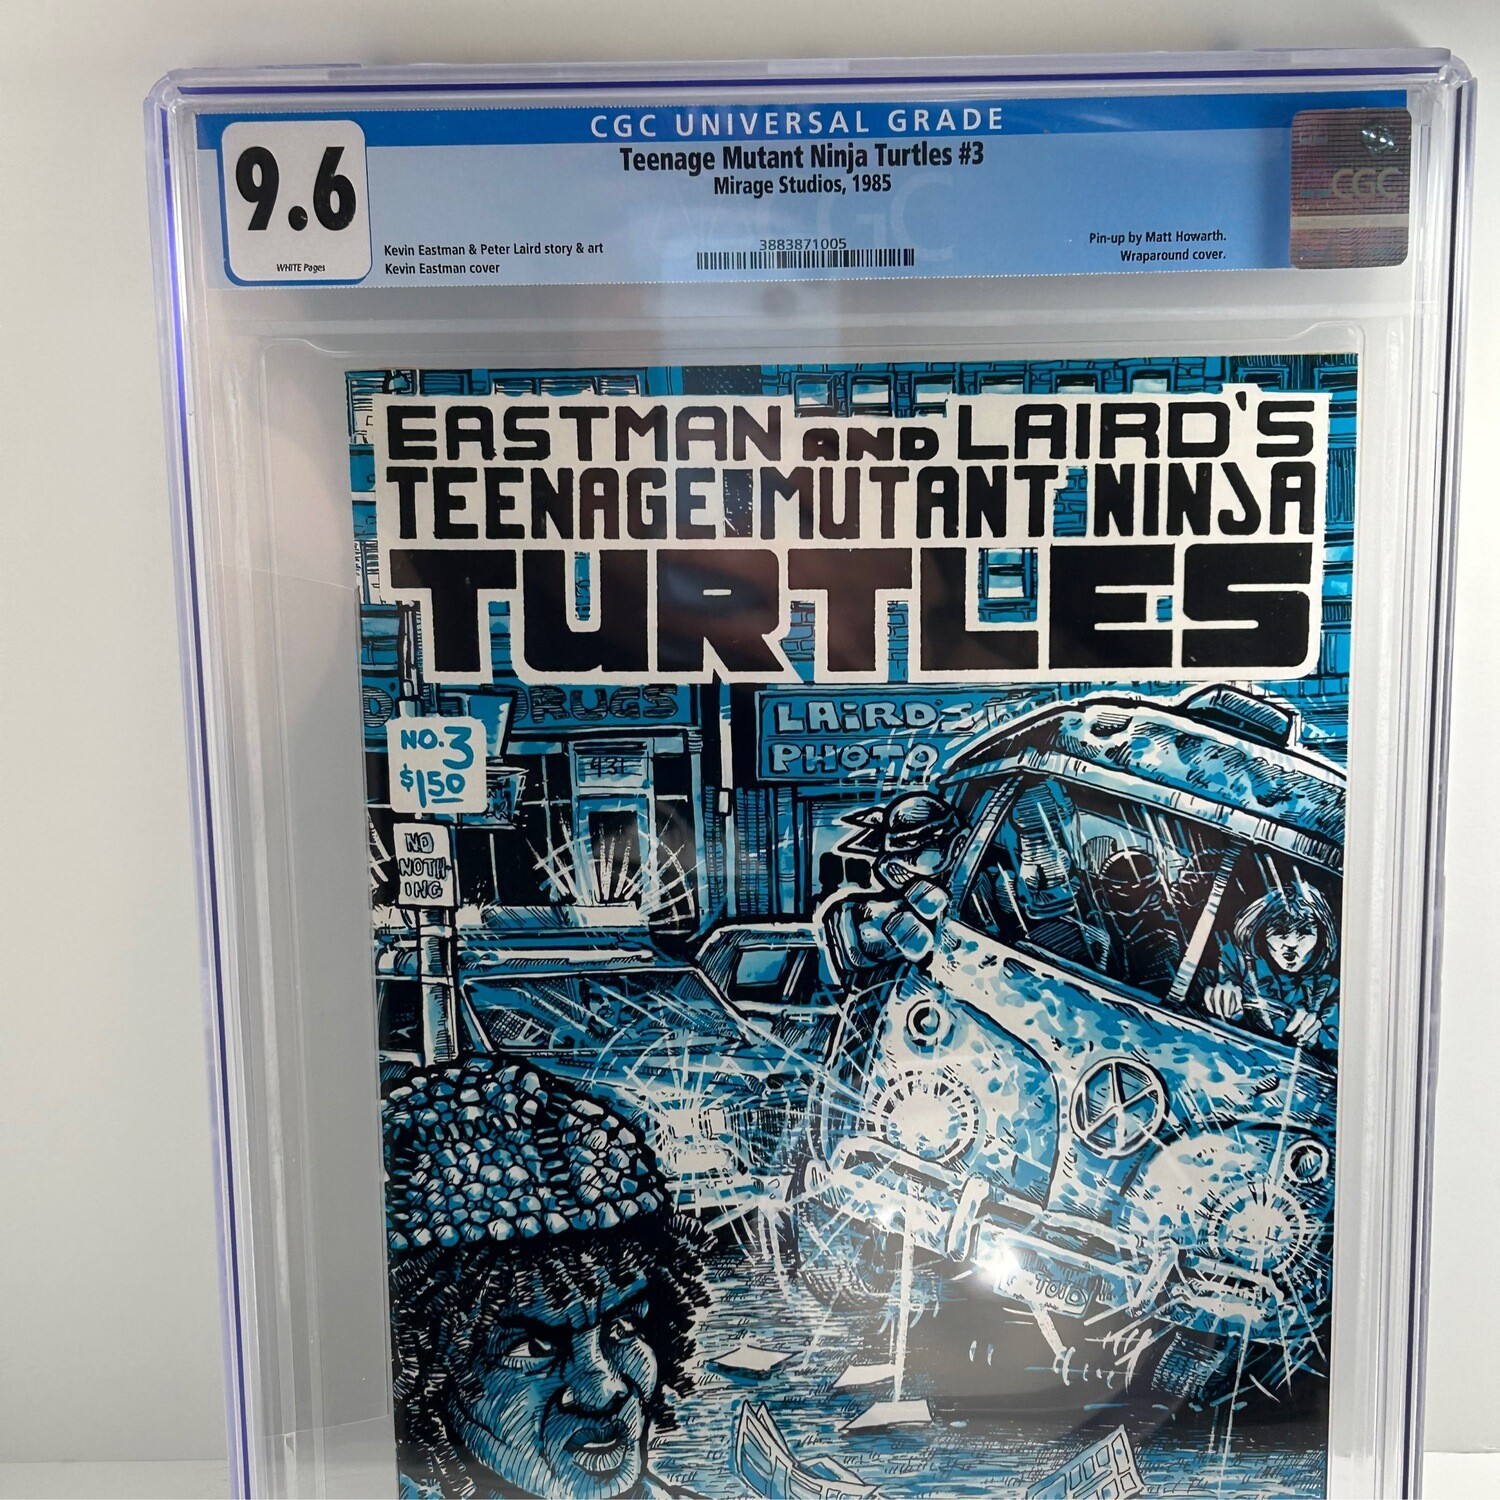 CGC UNIVERSAL GRADE
9.6
WHITE Pages
Teenage Mutant Ninja Turtles #3
Mirage Studios, 1985
Kevin Eastman & Peter Laird story & art
Kevin Eastman cover
3883871005
Pin-up by Matt Howarth.
Wraparound cover.
CGC
EASTMAN AND LAIRD'S
TEENAGE MUTANT NINJA
TURTLES
DRUGS
LAIRD'S
PHOTO
NO. 3
$1.50
431
NO
NOTH-
ING